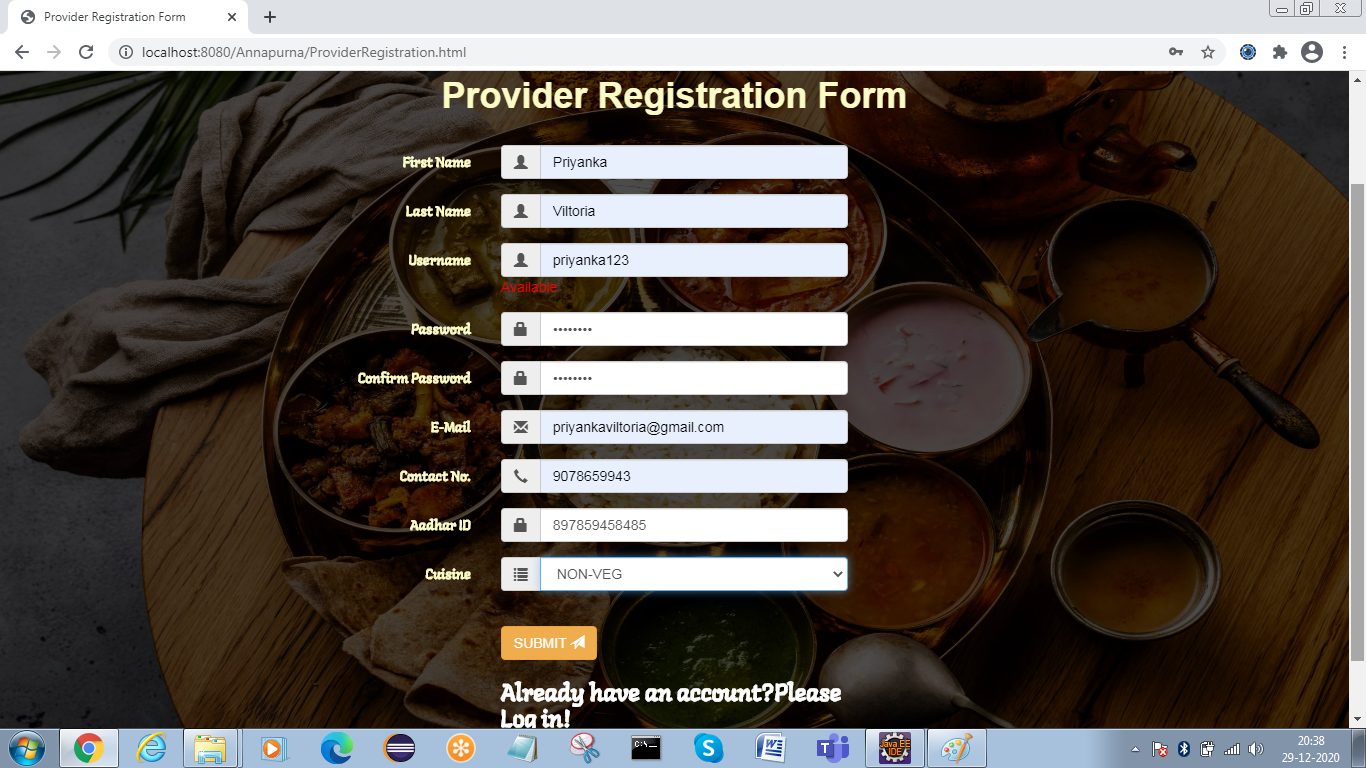 Provider Registration Form
localhost:8080/Annapurna/ProviderRegistration.html
Provider Registration Form
First Name Priyanka
Last Name Viltoria
Username priyanka123
Available
Password ••••••••
Confirm Password ••••••••
E-Mail priyankaviltoria@gmail.com
Contact No. 9078659943
Aadhar ID 897859458485
Cuisine NON-VEG
SUBMIT
Already have an account?Please
Log in!
C:\.
Java EE
IDE
20:38
29-12-2020